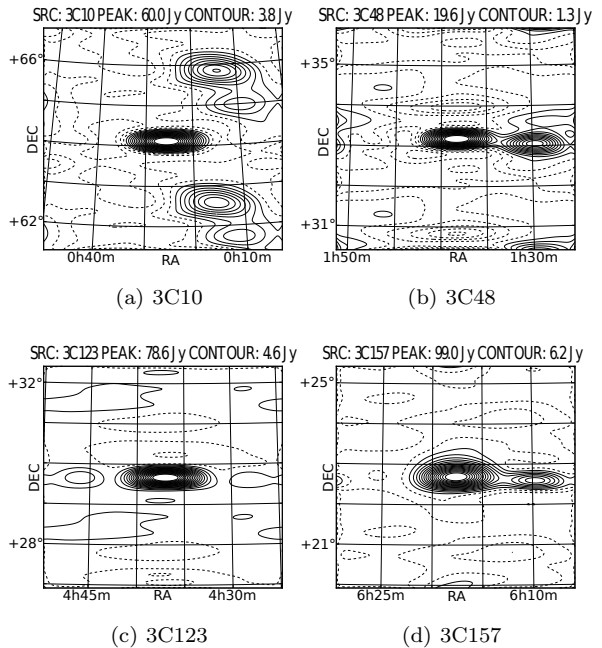 SRC: 3C10 PEAK: 60.0 Jy CONTOUR: 3.8 Jy
+66°
DEC
+62°
0h40m RA 0h10m
(a) 3C10
SRC: 3C48 PEAK: 19.6 Jy CONTOUR: 1.3 Jy
+35°
DEC
+31°
1h50m RA 1h30m
(b) 3C48
SRC: 3C123 PEAK: 78.6 Jy CONTOUR: 4.6 Jy
+32°
DEC
+28°
4h45m RA 4h30m
(c) 3C123
SRC: 3C157 PEAK: 99.0 Jy CONTOUR: 6.2 Jy
+25°
DEC
+21°
6h25m RA 6h10m
(d) 3C157